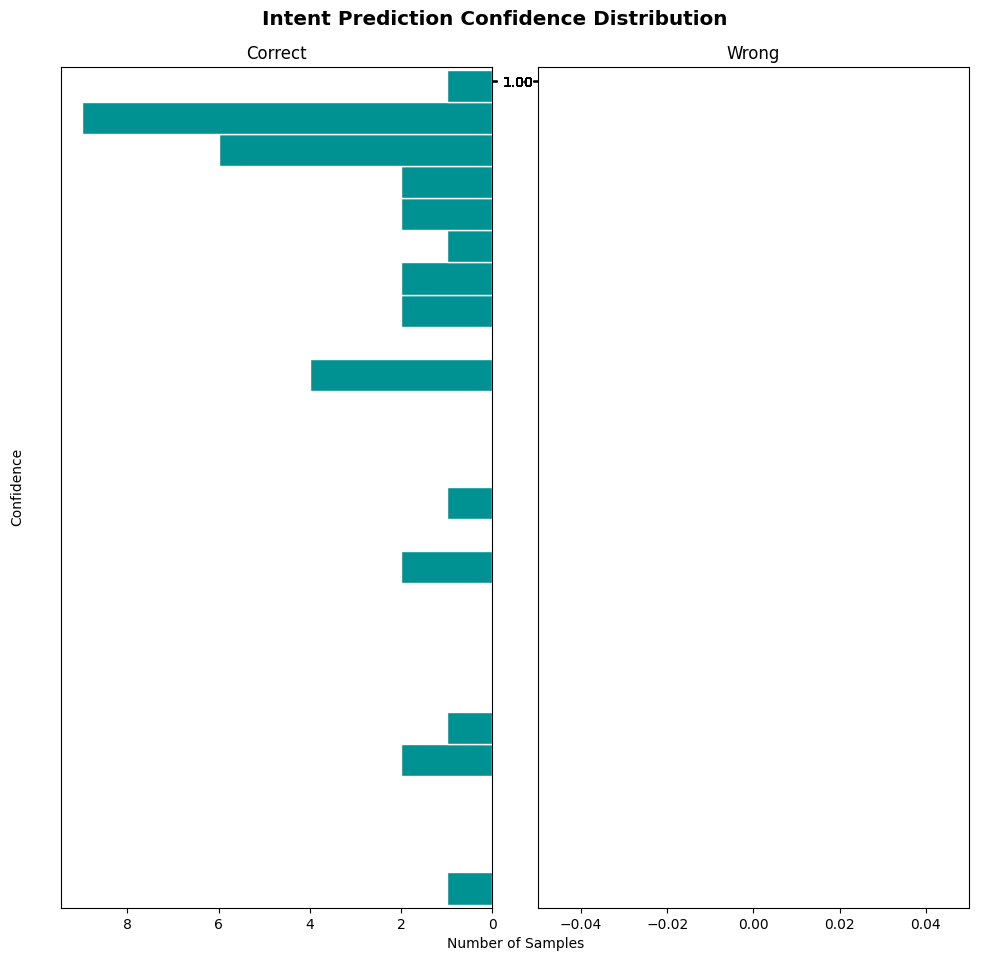 Intent Prediction Confidence Distribution
Correct
Wrong
1.00
Confidence
8 6 4 2 0
−0.04 −0.02 0.00 0.02 0.04
Number of Samples